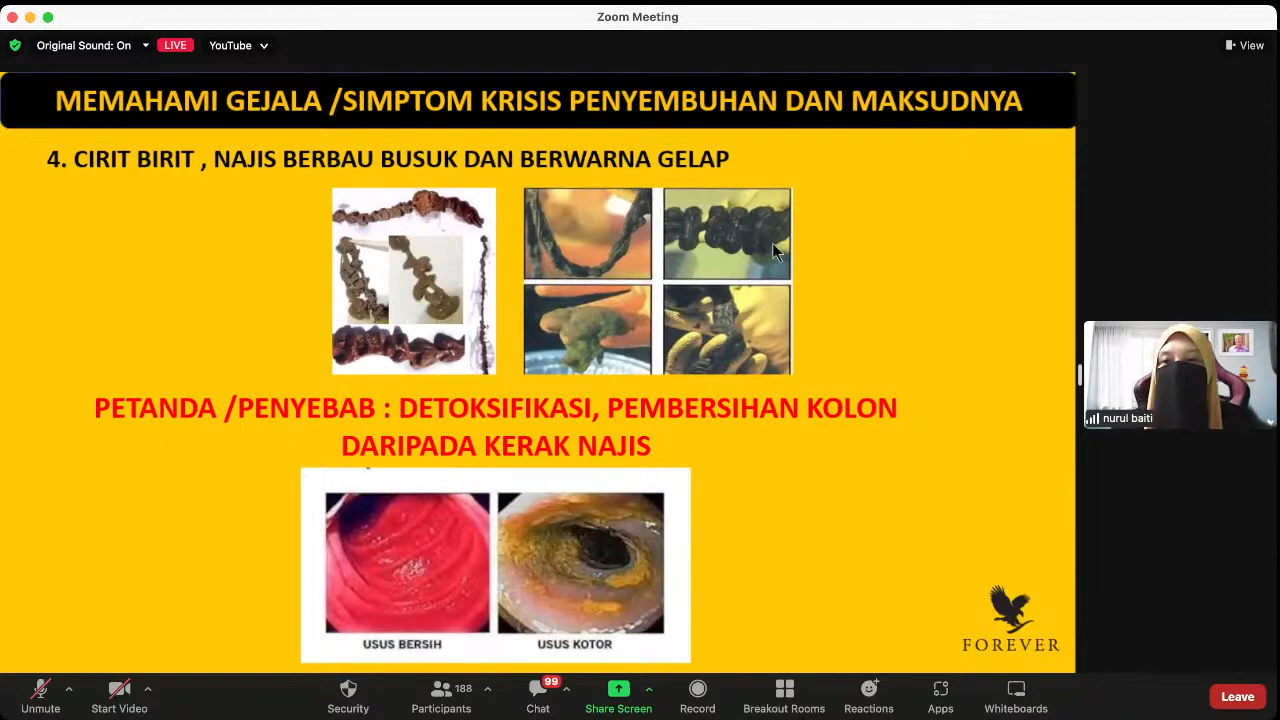 Zoom Meeting
Original Sound: On
LIVE
YouTube
View
MEMAHAMI GEJALA /SIMPTOM KRISIS PENYEMBUHAN DAN MAKSUDNYA
4. CIRIT BIRIT , NAJIS BERBAU BUSUK DAN BERWARNA GELAP
PETANDA /PENYEBAB : DETOKSIFIKASI, PEMBERSIHAN KOLON
DARIPADA KERAK NAJIS
USUS BERSIH
USUS KOTOR
FOREVER
nurul baiti
Unmute
Start Video
Security
188
Participants
99
Chat
Share Screen
Record
Breakout Rooms
Reactions
Apps
Whiteboards
Leave